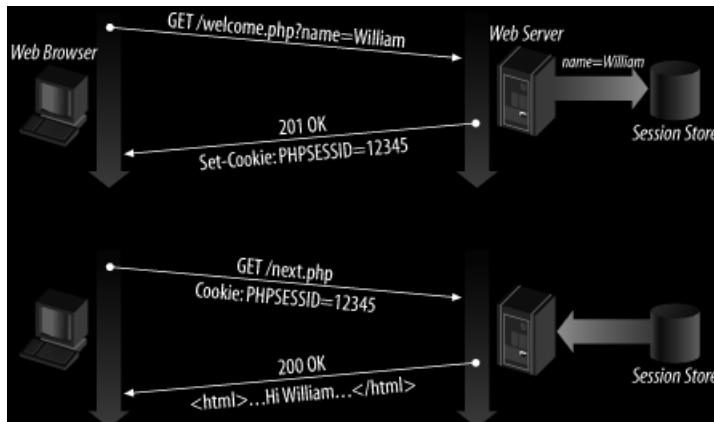 GET /welcome.php?name=William
Web Server
Web Browser
name=William
201 OK
Session Store
Set-Cookie: PHPSESSID=12345
GET /next.php
Cookie: PHPSESSID=12345
200 OK
Session Store
<html>...Hi William...</html>